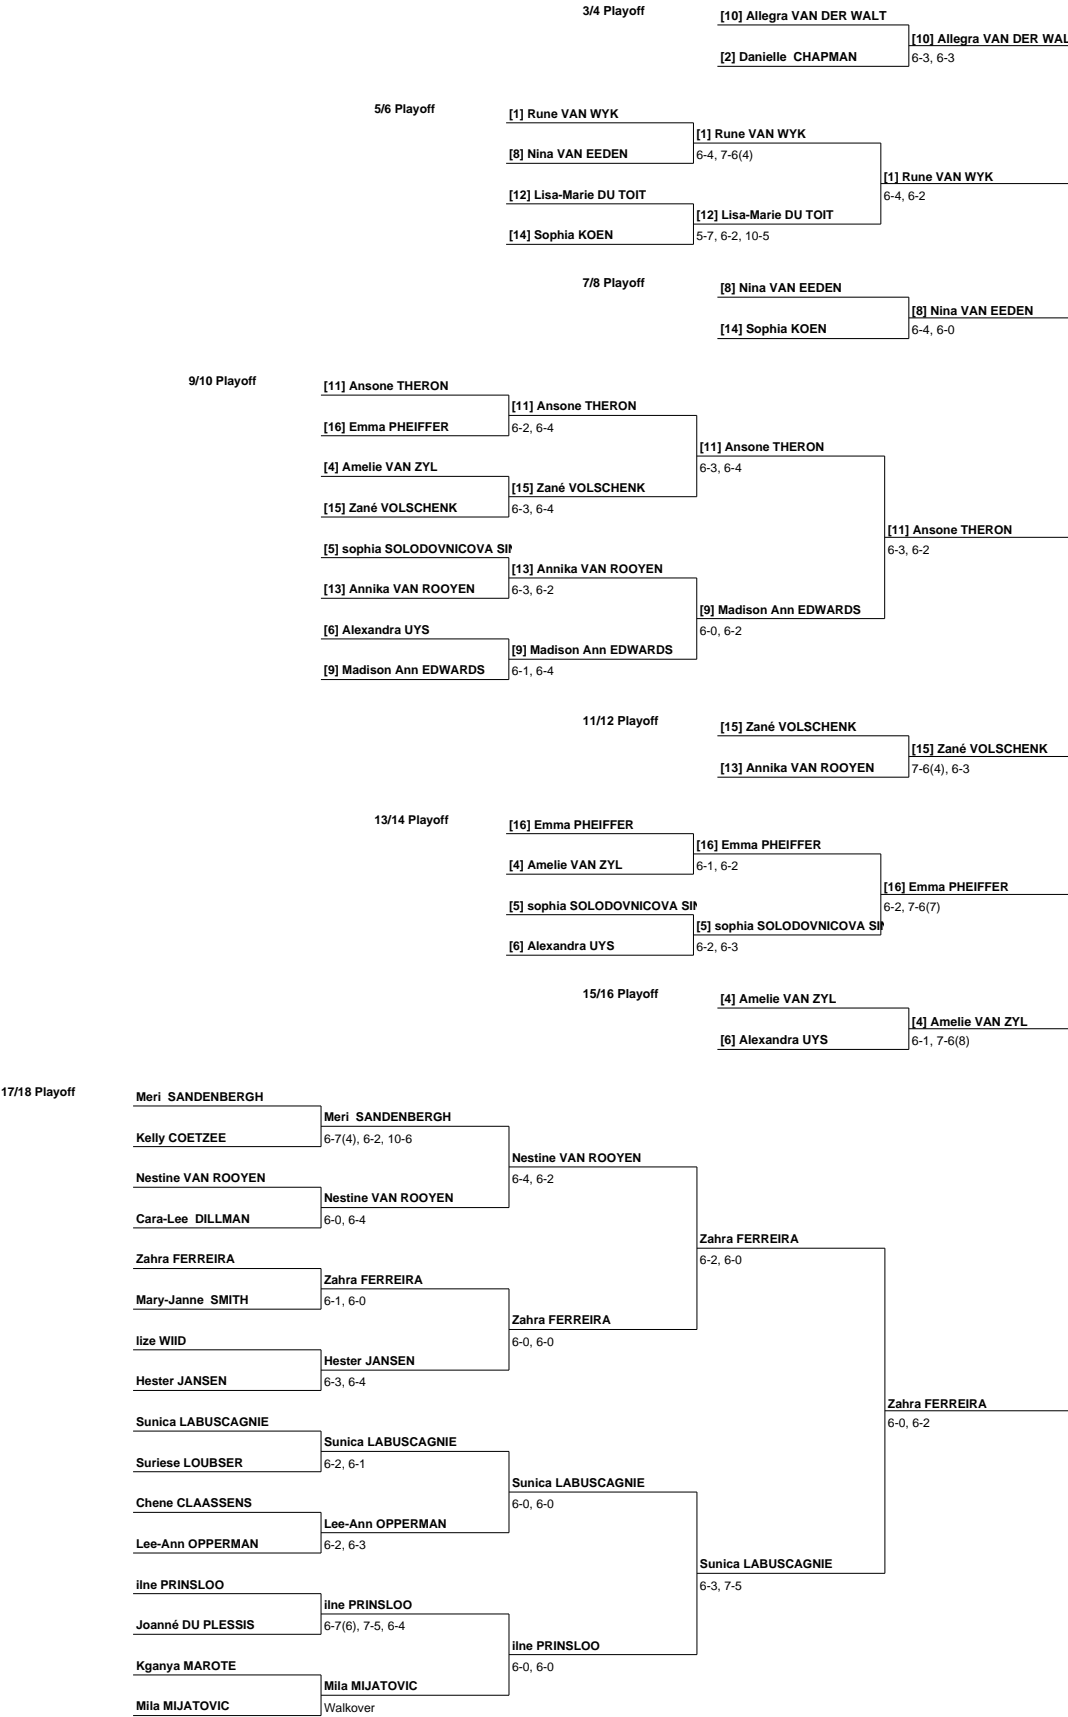 3/4 Playoff
[10] Allegra VAN DER WALT
[10] Allegra VAN DER WAL
[2] Danielle CHAPMAN
6-3, 6-3
5/6 Playoff
[1] Rune VAN WYK
[1] Rune VAN WYK
[8] Nina VAN EEDEN
6-4, 7-6(4)
[1] Rune VAN WYK
[12] Lisa-Marie DU TOIT
6-4, 6-2
[12] Lisa-Marie DU TOIT
[14] Sophia KOEN
5-7, 6-2, 10-5
7/8 Playoff
[8] Nina VAN EEDEN
[8] Nina VAN EEDEN
[14] Sophia KOEN
6-4, 6-0
9/10 Playoff
[11] Ansone THERON
[11] Ansone THERON
[16] Emma PHEIFFER
6-2, 6-4
[11] Ansone THERON
[4] Amelie VAN ZYL
6-3, 6-4
[15] Zané VOLSCHENK
[15] Zané VOLSCHENK
6-3, 6-4
[11] Ansone THERON
[5] sophia SOLODOVNICOVA SIN
6-3, 6-2
[13] Annika VAN ROOYEN
[13] Annika VAN ROOYEN
6-3, 6-2
[9] Madison Ann EDWARDS
[6] Alexandra UYS
6-0, 6-2
[9] Madison Ann EDWARDS
[9] Madison Ann EDWARDS
6-1, 6-4
11/12 Playoff
[15] Zané VOLSCHENK
[15] Zané VOLSCHENK
[13] Annika VAN ROOYEN
7-6(4), 6-3
13/14 Playoff
[16] Emma PHEIFFER
[16] Emma PHEIFFER
[4] Amelie VAN ZYL
6-1, 6-2
[16] Emma PHEIFFER
[5] sophia SOLODOVNICOVA SIN
6-2, 7-6(7)
[5] sophia SOLODOVNICOVA SIN
[6] Alexandra UYS
6-2, 6-3
15/16 Playoff
[4] Amelie VAN ZYL
[4] Amelie VAN ZYL
[6] Alexandra UYS
6-1, 7-6(8)
17/18 Playoff
Meri SANDENBERGH
Meri SANDENBERGH
Kelly COETZEE
6-7(4), 6-2, 10-6
Nestine VAN ROOYEN
Nestine VAN ROOYEN
6-4, 6-2
Nestine VAN ROOYEN
Cara-Lee DILLMAN
6-0, 6-4
Zahra FERREIRA
Zahra FERREIRA
6-2, 6-0
Zahra FERREIRA
Mary-Janne SMITH
6-1, 6-0
Zahra FERREIRA
lize WIID
6-0, 6-0
Hester JANSEN
Hester JANSEN
6-3, 6-4
Zahra FERREIRA
Sunica LABUSCAGNIE
6-0, 6-2
Sunica LABUSCAGNIE
Suriese LOUBSER
6-2, 6-1
Sunica LABUSCAGNIE
Chene CLAASSENS
6-0, 6-0
Lee-Ann OPPERMAN
Lee-Ann OPPERMAN
6-2, 6-3
Sunica LABUSCAGNIE
ilne PRINSLOO
6-3, 7-5
ilne PRINSLOO
Joanné DU PLESSIS
6-7(6), 7-5, 6-4
ilne PRINSLOO
Kganya MAROTE
6-0, 6-0
Mila MIJATOVIC
Mila MIJATOVIC
Walkover